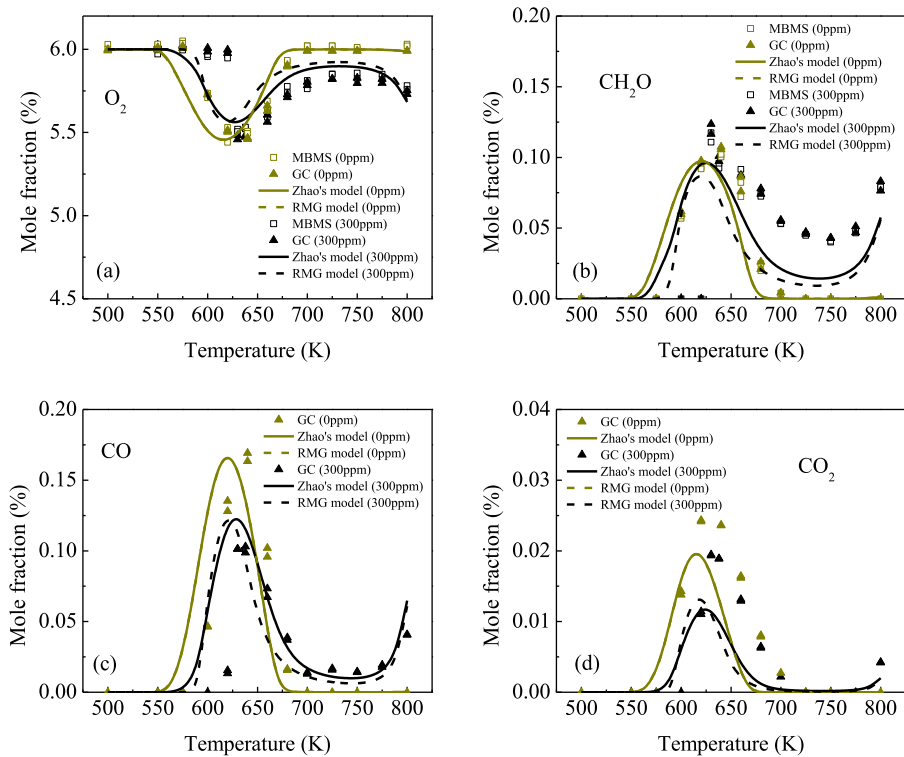 6.0
5.5
5.0
4.5
Mole fraction (%)
O2
MBMS (0ppm)
GC (0ppm)
Zhao's model (0ppm)
RMG model (0ppm)
MBMS (300ppm)
GC (300ppm)
Zhao's model (300ppm)
RMG model (300ppm)
(a)
500 550 600 650 700 750 800
Temperature (K)
0.20
0.15
0.10
0.05
0.00
Mole fraction (%)
CH2O
MBMS (0ppm)
GC (0ppm)
Zhao's model (0ppm)
RMG model (0ppm)
MBMS (300ppm)
GC (300ppm)
Zhao's model (300ppm)
RMG model (300ppm)
(b)
500 550 600 650 700 750 800
Temperature (K)
0.20
0.15
0.10
0.05
0.00
Mole fraction (%)
CO
GC (0ppm)
Zhao's model (0ppm)
RMG model (0ppm)
GC (300ppm)
Zhao's model (300ppm)
RMG model (300ppm)
(c)
500 550 600 650 700 750 800
Temperature (K)
0.04
0.03
0.02
0.01
0.00
Mole fraction (%)
GC (0ppm)
Zhao's model (0ppm)
GC (300ppm)
Zhao's model (300ppm)
RMG model (0ppm)
RMG model (300ppm)
CO2
(d)
500 550 600 650 700 750 800
Temperature (K)